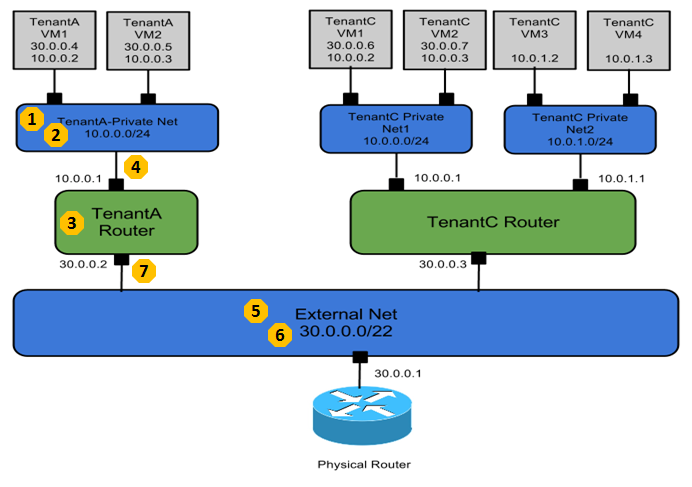 TenantA
VM1
30.0.0.4
10.0.0.2
TenantA
VM2
30.0.0.5
10.0.0.3
TenantC
VM1
30.0.0.6
10.0.0.2
TenantC
VM2
30.0.0.7
10.0.0.3
TenantC
VM3
10.0.1.2
TenantC
VM4
10.0.1.3
1
TenantA-Private Net
2
10.0.0.0/24
TenantC Private
Net1
10.0.0.0/24
TenantC Private
Net2
10.0.1.0/24
4
10.0.0.1
10.0.0.1
10.0.1.1
3
TenantA
Router
TenantC Router
30.0.0.2
7
30.0.0.3
5
External Net
6
30.0.0.0/22
30.0.0.1
Physical Router